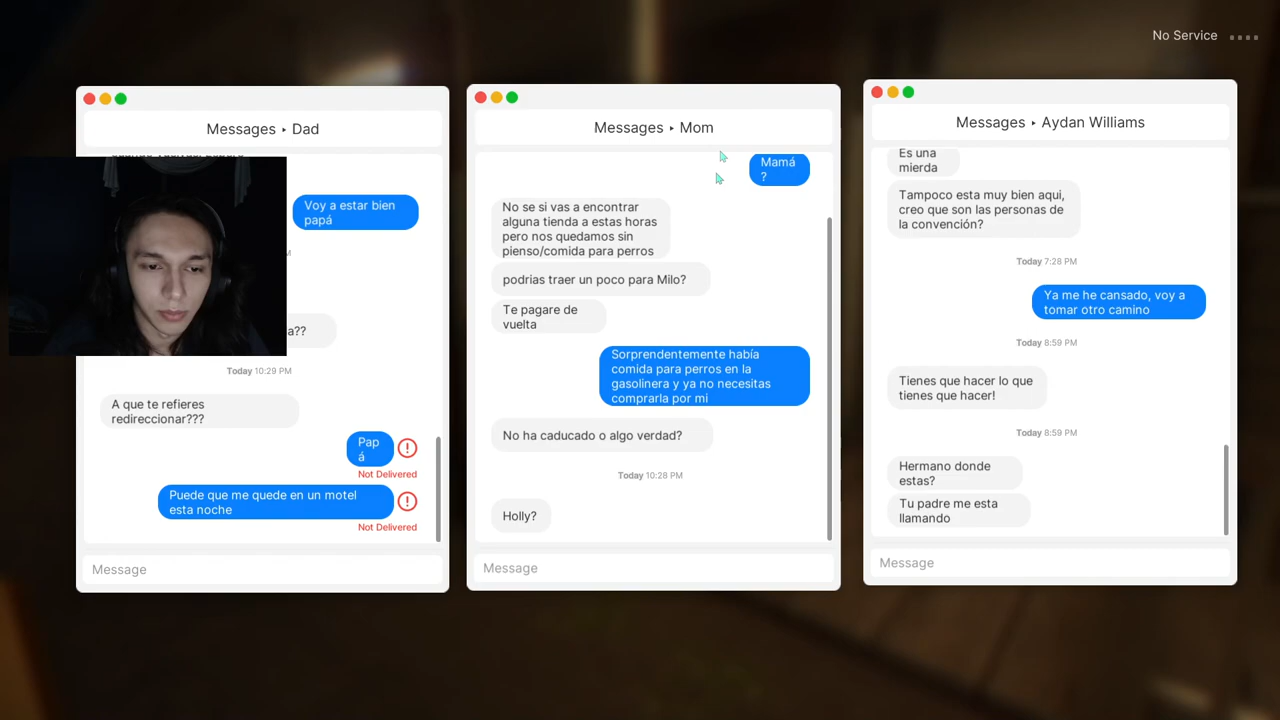 No Service
Messages ‣ Dad
Voy a estar bien
papá
M
a??
Today 10:29 PM
A que te refieres
redireccionar???
Pap
á
Not Delivered
Puede que me quede en un motel
esta noche
Not Delivered
Message
Messages ‣ Mom
Mamá
?
No se si vas a encontrar
alguna tienda a estas horas
pero nos quedamos sin
pienso/comida para perros
podrias traer un poco para Milo?
Te pagare de
vuelta
Sorprendentemente había
comida para perros en la
gasolinera y ya no necesitas
comprarla por mi
No ha caducado o algo verdad?
Today 10:28 PM
Holly?
Message
Messages ‣ Aydan Williams
Es una
mierda
Tampoco esta muy bien aqui,
creo que son las personas de
la convención?
Today 7:28 PM
Ya me he cansado, voy a
tomar otro camino
Today 8:59 PM
Tienes que hacer lo que
tienes que hacer!
Today 8:59 PM
Hermano donde
estas?
Tu padre me esta
llamando
Message